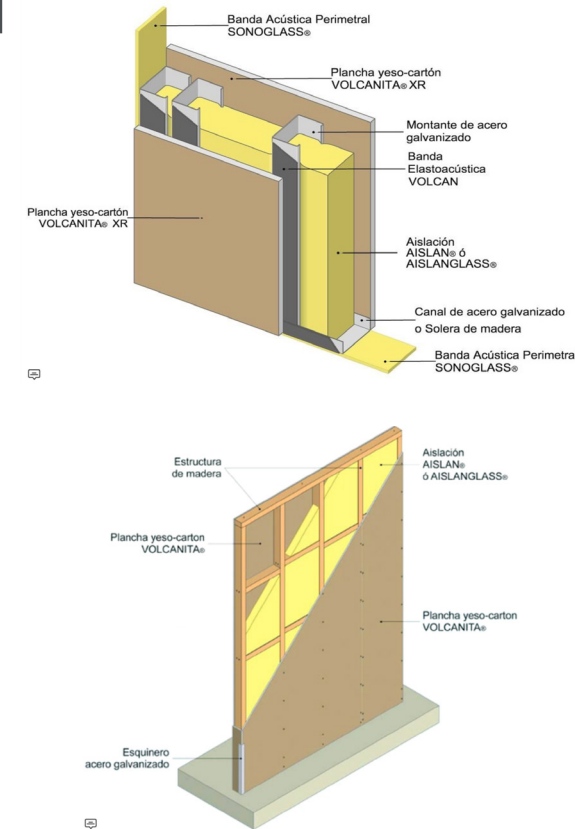 Banda Acústica Perimetral
SONOGLASS®
Plancha yeso-cartón
VOLCANITA® XR
Montante de acero
galvanizado
Banda
Elastoacústica
VOLCAN
Plancha yeso-cartón
VOLCANITA® XR
Aislación
AISLAN® ó
AISLANGLASS®
Canal de acero galvanizado
o Solera de madera
Banda Acústica Perimetra
SONOGLASS®
Estructura
de madera
Aislación
AISLAN®
ó AISLANGLASS®
Plancha yeso-carton
VOLCANITA®
Plancha yeso-carton
VOLCANITA®
Esquinero
acero galvanizado